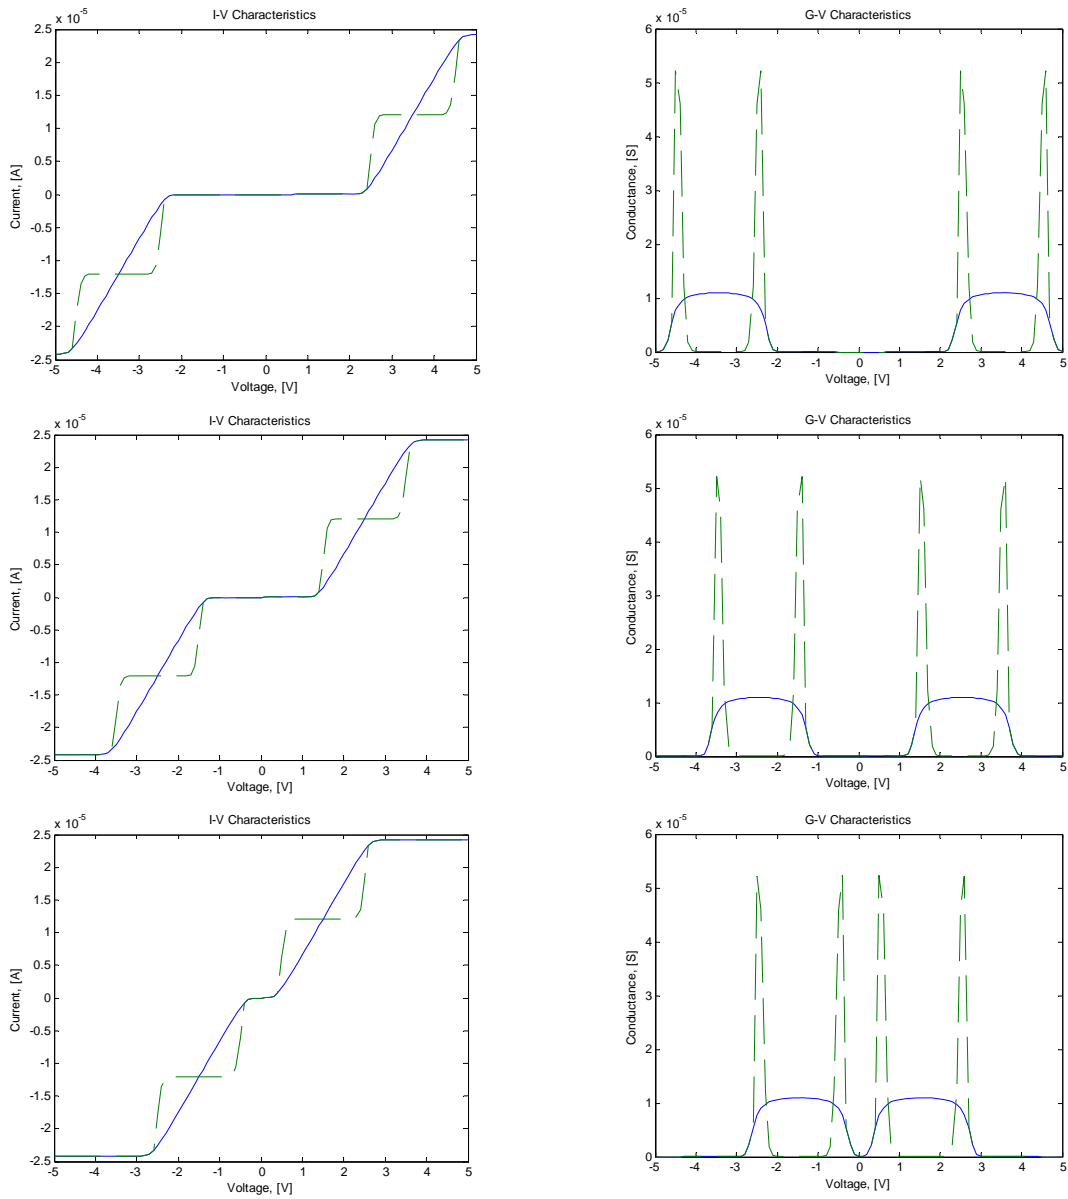 I-V Characteristics
x 10-5
2.5
2
1.5
1
0.5
0
-0.5
-1
-1.5
-2
-2.5
-5 -4 -3 -2 -1 0 1 2 3 4 5
Current, [A]
Voltage, [V]
G-V Characteristics
x 10-5
6
5
4
3
2
1
0
-5 -4 -3 -2 -1 0 1 2 3 4 5
Conductance, [S]
Voltage, [V]
I-V Characteristics
x 10-5
2.5
2
1.5
1
0.5
0
-0.5
-1
-1.5
-2
-2.5
-5 -4 -3 -2 -1 0 1 2 3 4 5
Current, [A]
Voltage, [V]
G-V Characteristics
x 10-5
6
5
4
3
2
1
0
-5 -4 -3 -2 -1 0 1 2 3 4 5
Conductance, [S]
Voltage, [V]
I-V Characteristics
x 10-5
2.5
2
1.5
1
0.5
0
-0.5
-1
-1.5
-2
-2.5
-5 -4 -3 -2 -1 0 1 2 3 4 5
Current, [A]
Voltage, [V]
G-V Characteristics
x 10-5
6
5
4
3
2
1
0
-5 -4 -3 -2 -1 0 1 2 3 4 5
Conductance, [S]
Voltage, [V]